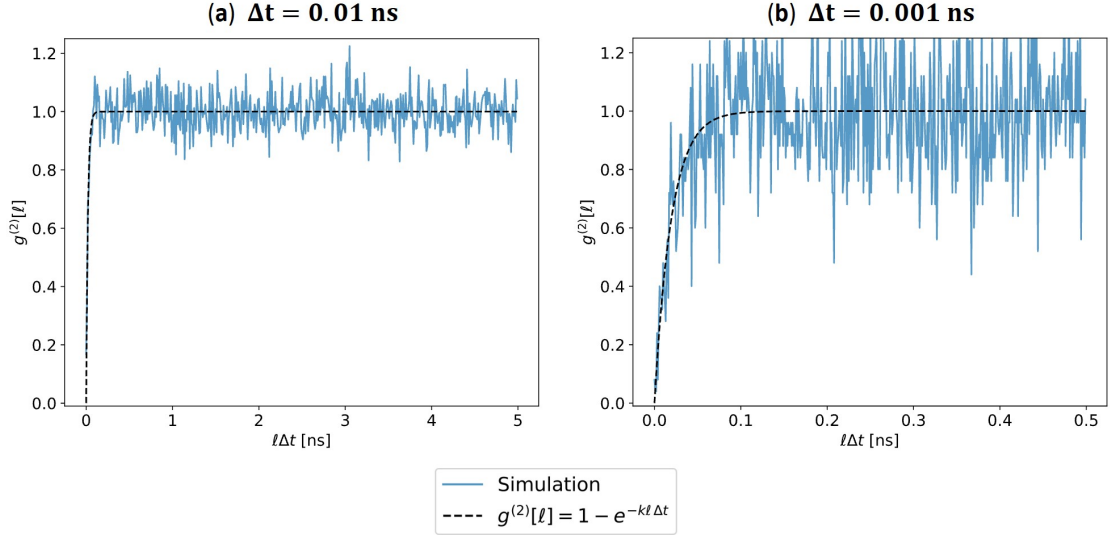 (a) Δt = 0.01 ns
(b) Δt = 0.001 ns
1.2
1.0
0.8
0.6
0.4
0.2
0.0
g⁽²⁾[ℓ]
0 1 2 3 4 5
ℓΔt [ns]
1.2
1.0
0.8
0.6
0.4
0.2
0.0
g⁽²⁾[ℓ]
0.0 0.1 0.2 0.3 0.4 0.5
ℓΔt [ns]
Simulation
g⁽²⁾[ℓ] = 1 − e^{−kℓΔt}